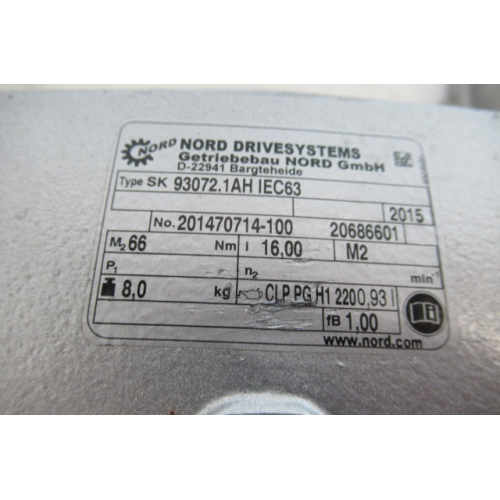 NORD NORD DRIVESYSTEMS
Getriebebau NORD GmbH
D-22941 Bargteheide
Type SK 93072.1AH IEC63
2015
No. 201470714-100 20686601
M2 66 Nm i 16,00 M2
P1 n2 min-1
8,0 kg CLP PG H1 220 0,93 l
fB 1,00
www.nord.com